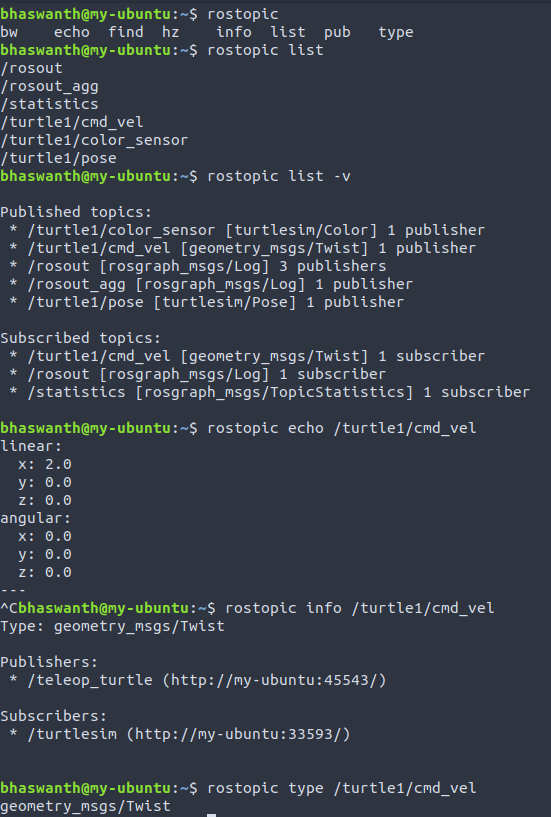 bhaswanth@my-ubuntu:~$ rostopic
bw    echo  find  hz    info  list  pub   type
bhaswanth@my-ubuntu:~$ rostopic list
/rosout
/rosout_agg
/statistics
/turtle1/cmd_vel
/turtle1/color_sensor
/turtle1/pose
bhaswanth@my-ubuntu:~$ rostopic list -v

Published topics:
 * /turtle1/color_sensor [turtlesim/Color] 1 publisher
 * /turtle1/cmd_vel [geometry_msgs/Twist] 1 publisher
 * /rosout [rosgraph_msgs/Log] 3 publishers
 * /rosout_agg [rosgraph_msgs/Log] 1 publisher
 * /turtle1/pose [turtlesim/Pose] 1 publisher

Subscribed topics:
 * /turtle1/cmd_vel [geometry_msgs/Twist] 1 subscriber
 * /rosout [rosgraph_msgs/Log] 1 subscriber
 * /statistics [rosgraph_msgs/TopicStatistics] 1 subscriber

bhaswanth@my-ubuntu:~$ rostopic echo /turtle1/cmd_vel
linear:
  x: 2.0
  y: 0.0
  z: 0.0
angular:
  x: 0.0
  y: 0.0
  z: 0.0
---
^Cbhaswanth@my-ubuntu:~$ rostopic info /turtle1/cmd_vel
Type: geometry_msgs/Twist

Publishers:
 * /teleop_turtle (http://my-ubuntu:45543/)

Subscribers:
 * /turtlesim (http://my-ubuntu:33593/)


bhaswanth@my-ubuntu:~$ rostopic type /turtle1/cmd_vel
geometry_msgs/Twist